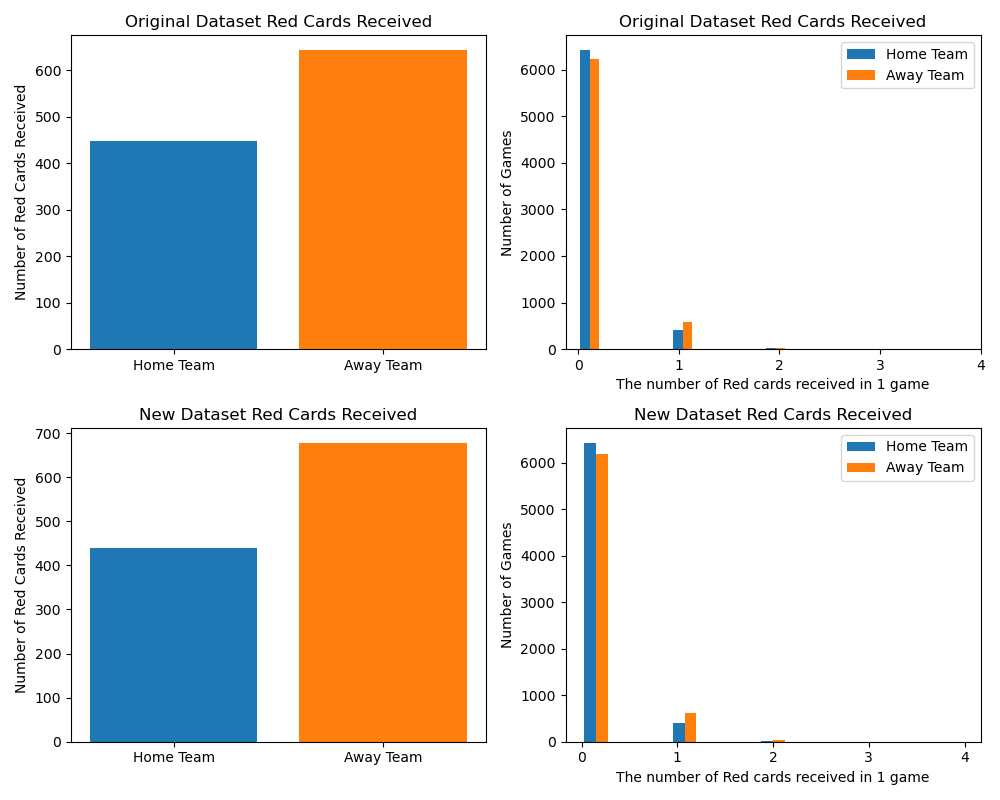 Original Dataset Red Cards Received
Number of Red Cards Received
600
500
400
300
200
100
0
Home Team
Away Team
Original Dataset Red Cards Received
Number of Games
6000
5000
4000
3000
2000
1000
0
Home Team
Away Team
0
1
2
3
4
The number of Red cards received in 1 game
New Dataset Red Cards Received
Number of Red Cards Received
700
600
500
400
300
200
100
0
Home Team
Away Team
New Dataset Red Cards Received
Number of Games
6000
5000
4000
3000
2000
1000
0
Home Team
Away Team
0
1
2
3
4
The number of Red cards received in 1 game